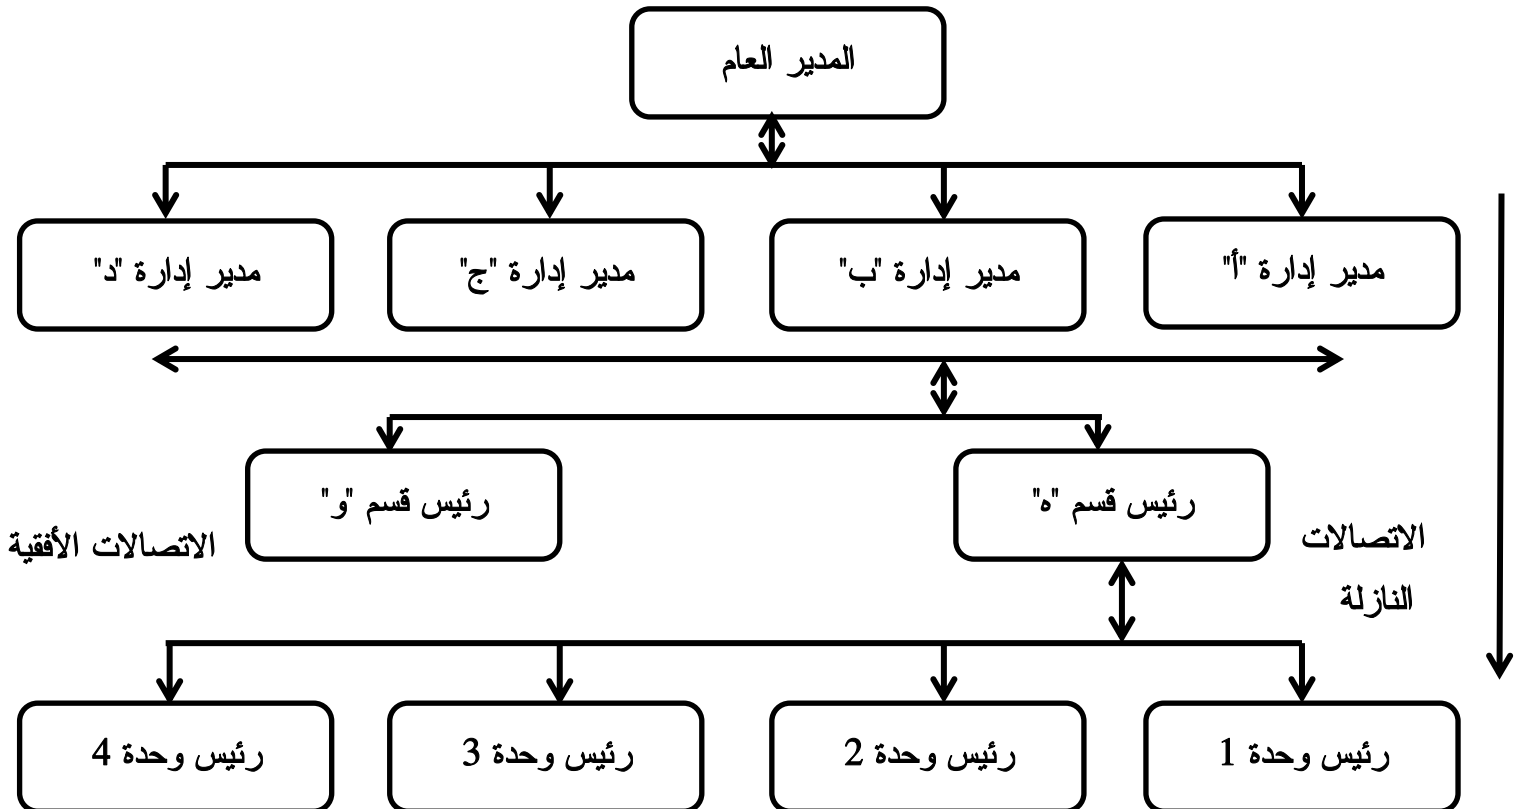 المدير العام
مدير إدارة "أ"
مدير إدارة "ب"
مدير إدارة "ج"
مدير إدارة "د"
رئيس قسم "ه"
رئيس قسم "و"
الاتصالات
النازلة
الاتصالات الأفقية
رئيس وحدة 1
رئيس وحدة 2
رئيس وحدة 3
رئيس وحدة 4